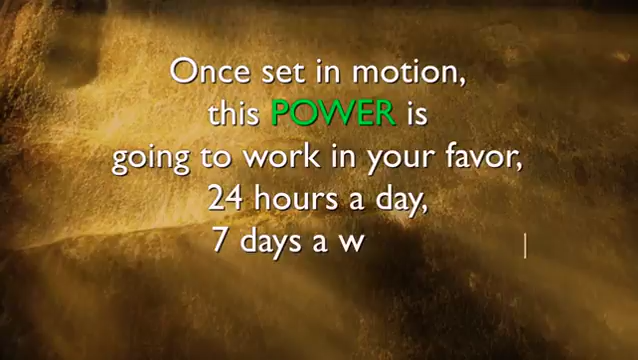 Once set in motion,
this POWER is
going to work in your favor,
24 hours a day,
7 days a w